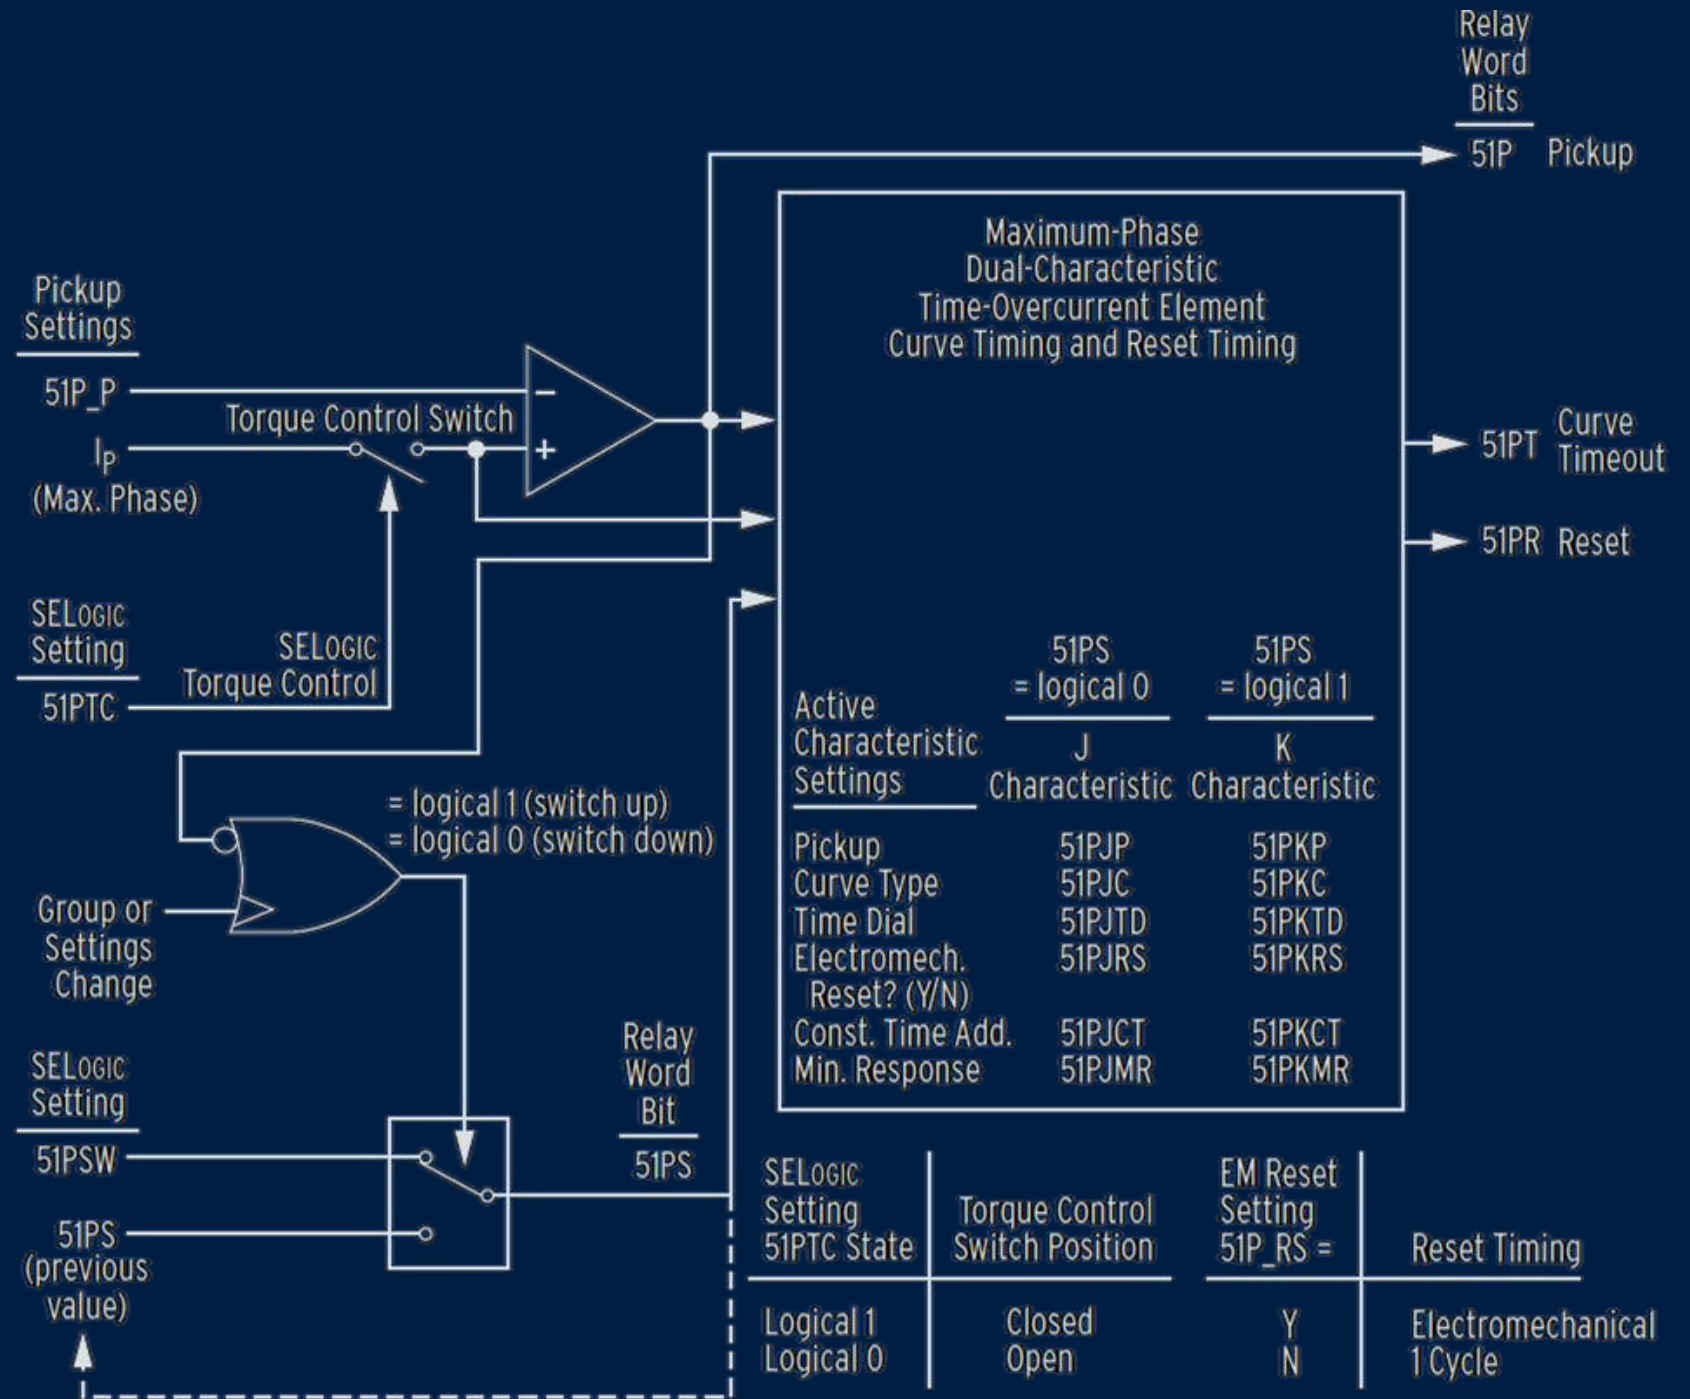 Relay
Word
Bits
51P Pickup
Maximum-Phase
Dual-Characteristic
Time-Overcurrent Element
Curve Timing and Reset Timing
Pickup
Settings
51P_P
Torque Control Switch
IP
(Max. Phase)
−
+
51PT Curve
Timeout
51PR Reset
SELOGIC
Setting
51PTC
SELOGIC
Torque Control
51PS
= logical 0
51PS
= logical 1
Active
Characteristic
Settings
J
Characteristic
K
Characteristic
Pickup 51PJP 51PKP
Curve Type 51PJC 51PKC
Time Dial 51PJTD 51PKTD
Electromech. 51PJRS 51PKRS
Reset? (Y/N)
Const. Time Add. 51PJCT 51PKCT
Min. Response 51PJMR 51PKMR
= logical 1 (switch up)
= logical 0 (switch down)
Group or
Settings
Change
SELOGIC
Setting
51PSW
51PS
(previous
value)
Relay
Word
Bit
51PS
SELOGIC
Setting
51PTC State
Torque Control
Switch Position
Logical 1 Closed
Logical 0 Open
EM Reset
Setting
51P_RS =
Reset Timing
Y Electromechanical
N 1 Cycle